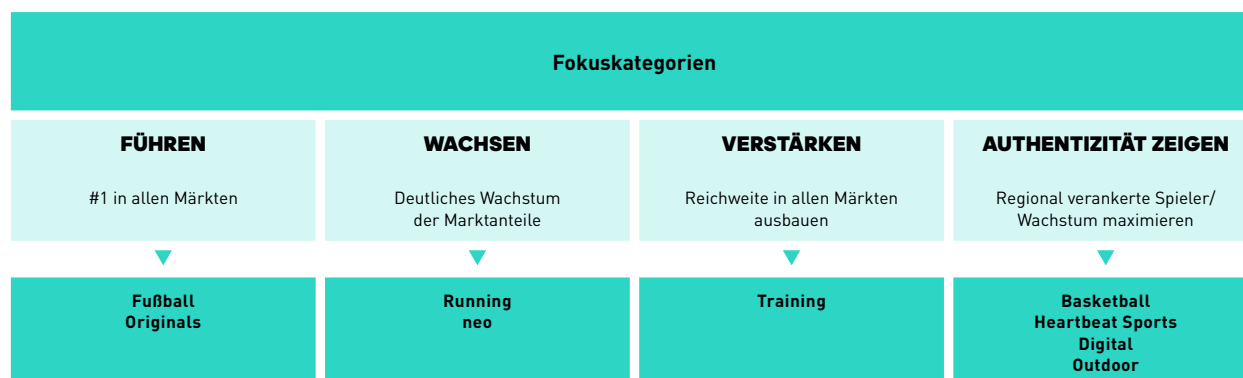 Fokuskategorien
FÜHREN
#1 in allen Märkten
Fußball
Originals
WACHSEN
Deutliches Wachstum
der Marktanteile
Running
neo
VERSTÄRKEN
Reichweite in allen Märkten
ausbauen
Training
AUTHENTIZITÄT ZEIGEN
Regional verankerte Spieler/
Wachstum maximieren
Basketball
Heartbeat Sports
Digital
Outdoor